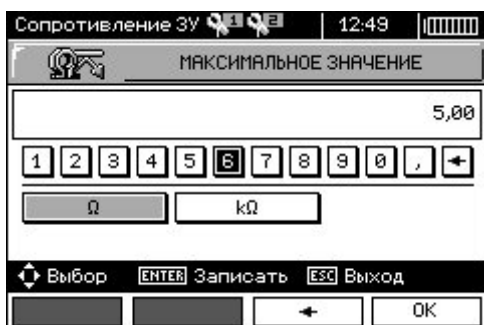 Сопротивление ЗУ 1 2 12:49
МАКСИМАЛЬНОЕ ЗНАЧЕНИЕ
5,00
1 2 3 4 5 6 7 8 9 0 , ←
Ω kΩ
Выбор ENTER Записать ESC Выход
← OK